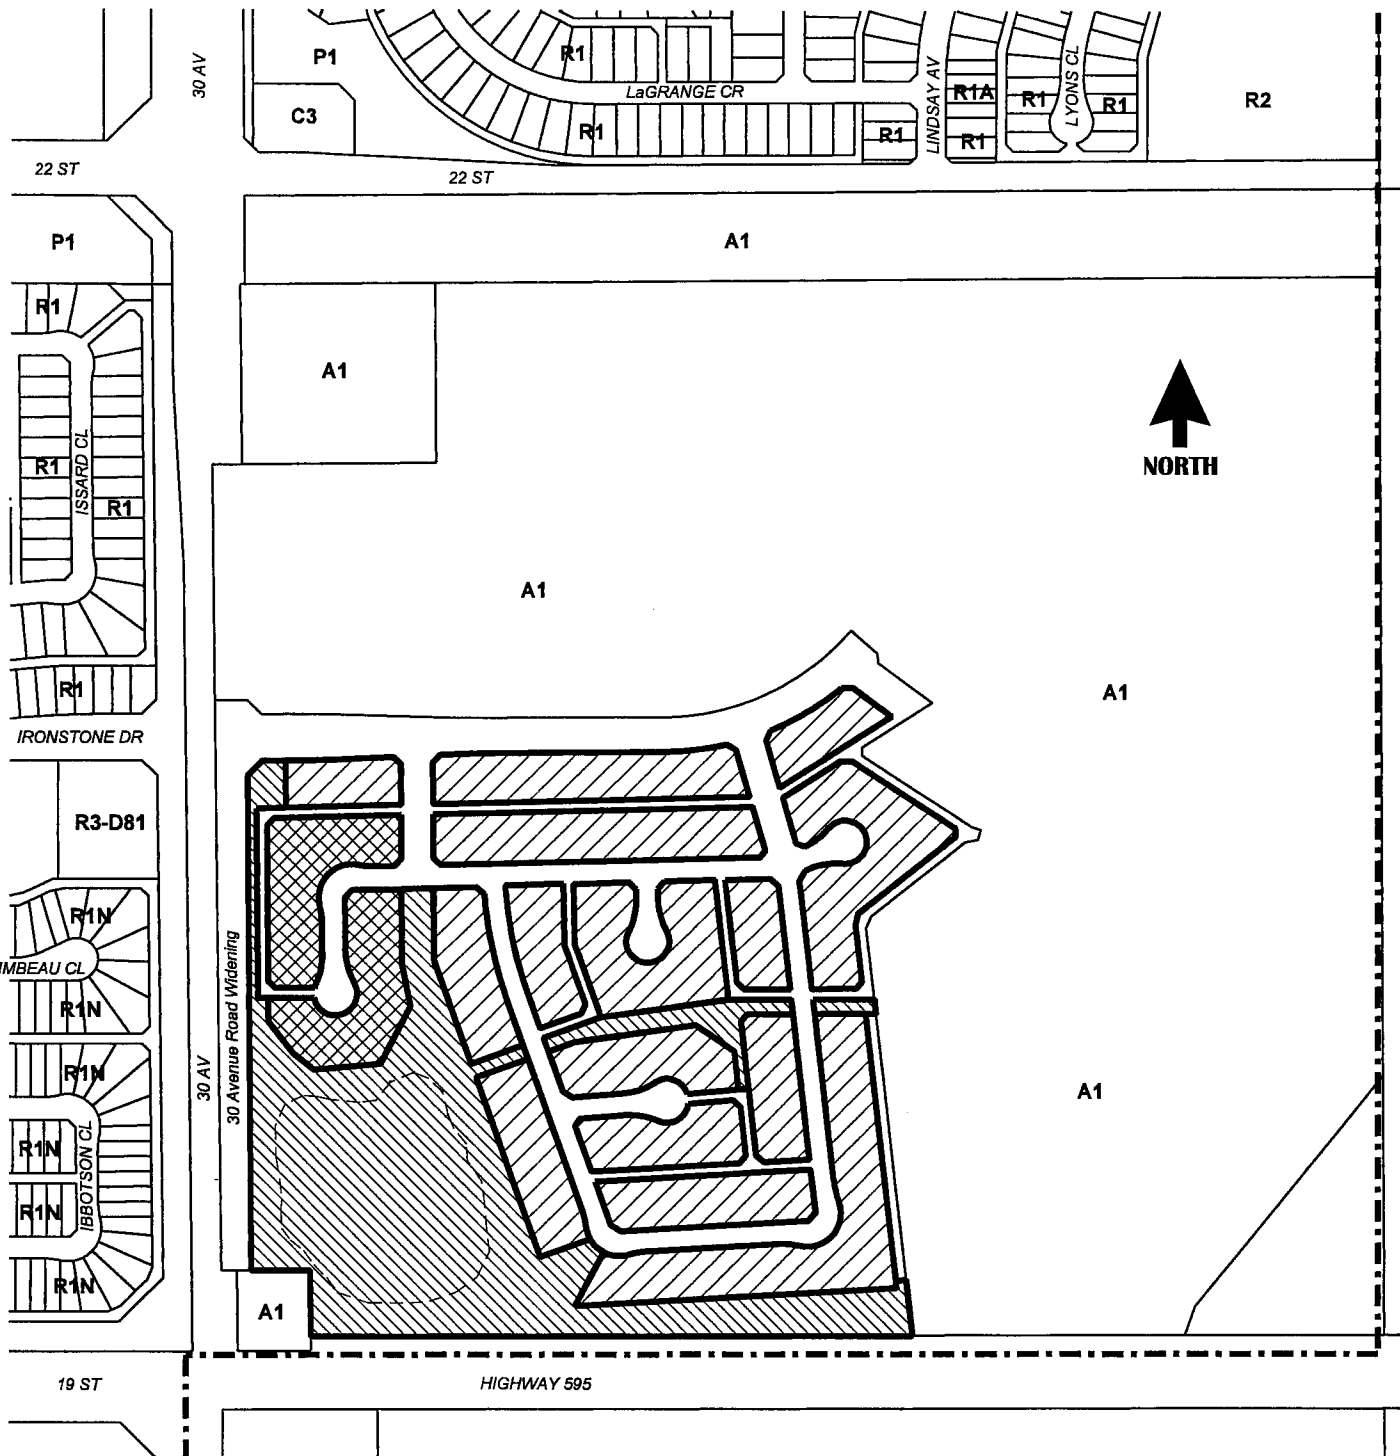 30 AV
P1
R1
LaGRANGE CR
LINDSAY AV
R1A
R1
LYONS CL
R1
R2
C3
R1
R1
R1
22 ST
22 ST
P1
A1
R1
A1
NORTH
R1
ISSARD CL
R1
A1
R1
A1
IRONSTONE DR
R3-D81
R1N
IMBEAU CL
R1N
30 Avenue Road Widening
30 AV
R1N
A1
R1N
IBBOTSON CL
R1N
R1N
A1
19 ST
HIGHWAY 595